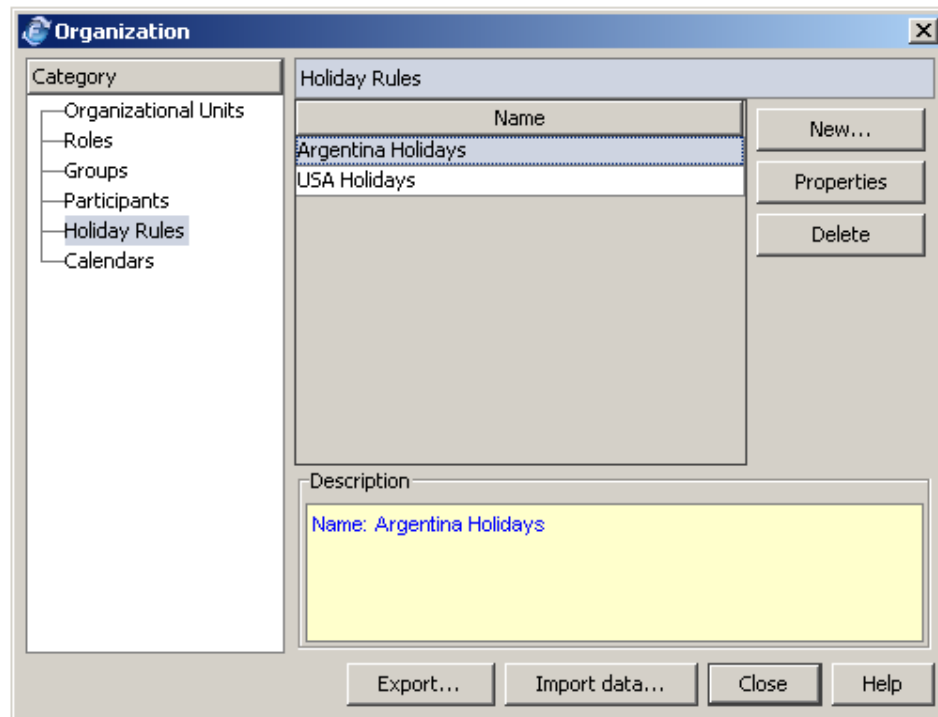 Organization
Category
Organizational Units
Roles
Groups
Participants
Holiday Rules
Calendars
Holiday Rules
Name
Argentina Holidays
USA Holidays
New...
Properties
Delete
Description
Name: Argentina Holidays
Export...
Import data...
Close
Help